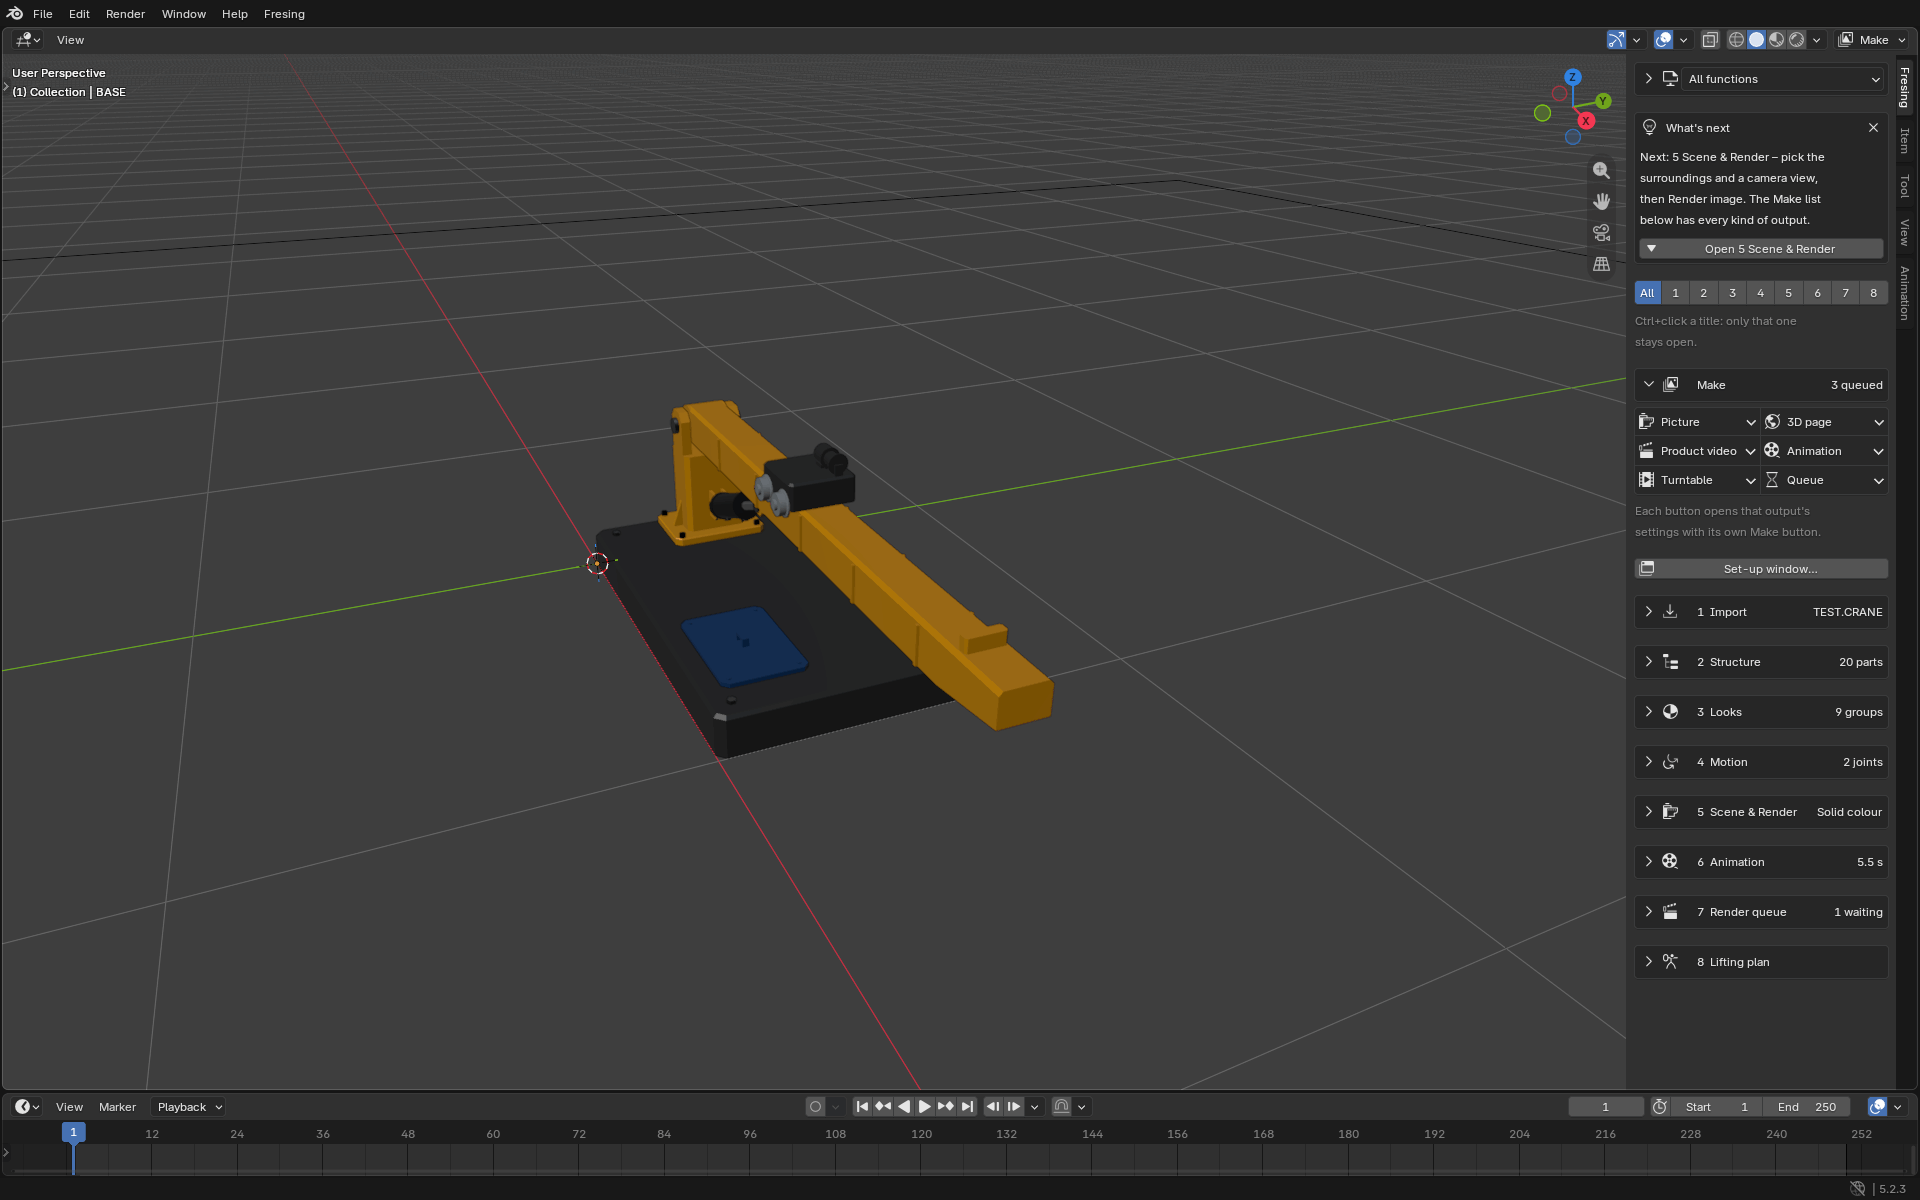 File Edit Render Window Help Fresing
View
Make
User Perspective
(1) Collection | BASE
Z
Y
X
All functions
What's next
Next: 5 Scene & Render – pick the
surroundings and a camera view,
then Render image. The Make list
below has every kind of output.
Open 5 Scene & Render
All 1 2 3 4 5 6 7 8
Ctrl+click a title: only that one
stays open.
Make 3 queued
Picture 3D page
Product video Animation
Turntable Queue
Each button opens that output's
settings with its own Make button.
Set-up window...
1 Import TEST.CRANE
2 Structure 20 parts
3 Looks 9 groups
4 Motion 2 joints
5 Scene & Render Solid colour
6 Animation 5.5 s
7 Render queue 1 waiting
8 Lifting plan
Fresing
Item
Tool
View
Animation
View Marker Playback 1 Start 1 End 250
1 12 24 36 48 60 72 84 96 108 120 132 144 156 168 180 192 204 216 228 240 252
5.2.3